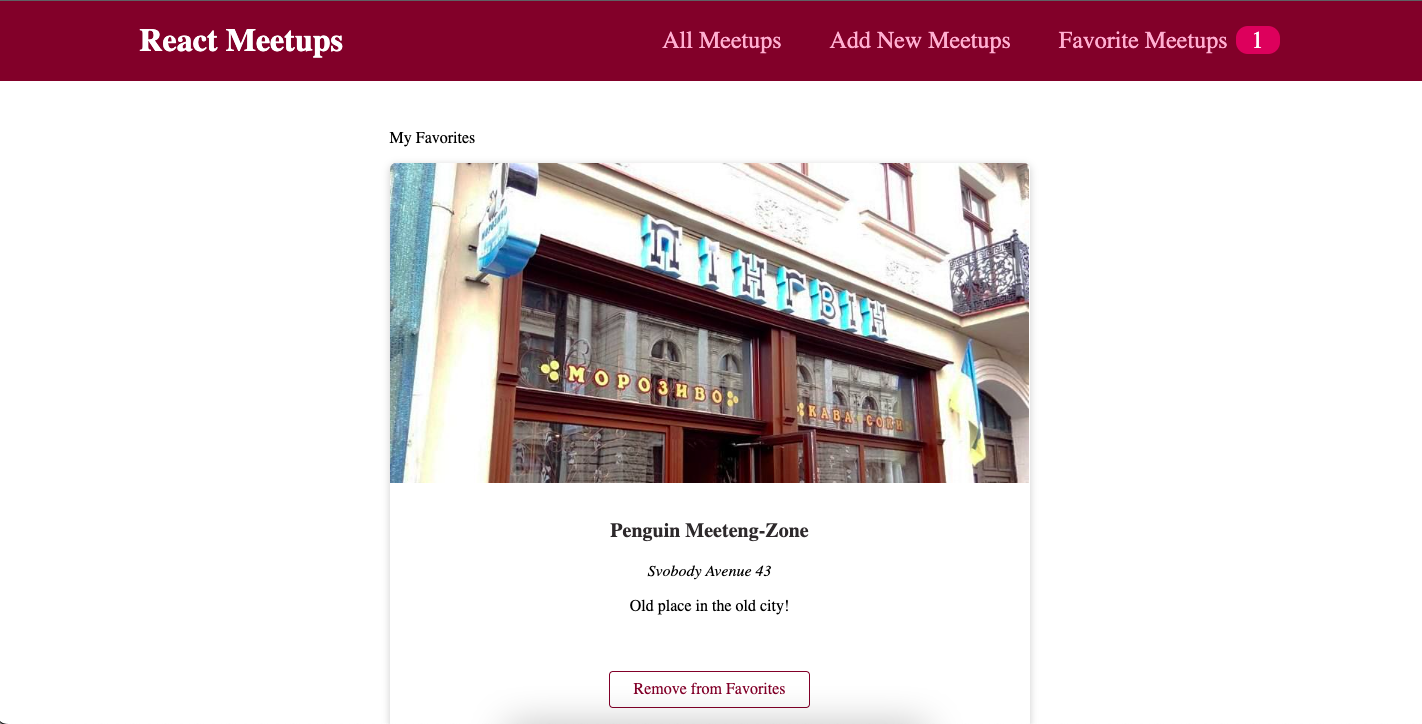 React Meetups
All Meetups
Add New Meetups
Favorite Meetups 1
My Favorites
ПІНГВІН
МОРОЗИВО
КАВА СОКИ
Penguin Meeteng-Zone
Svobody Avenue 43
Old place in the old city!
Remove from Favorites